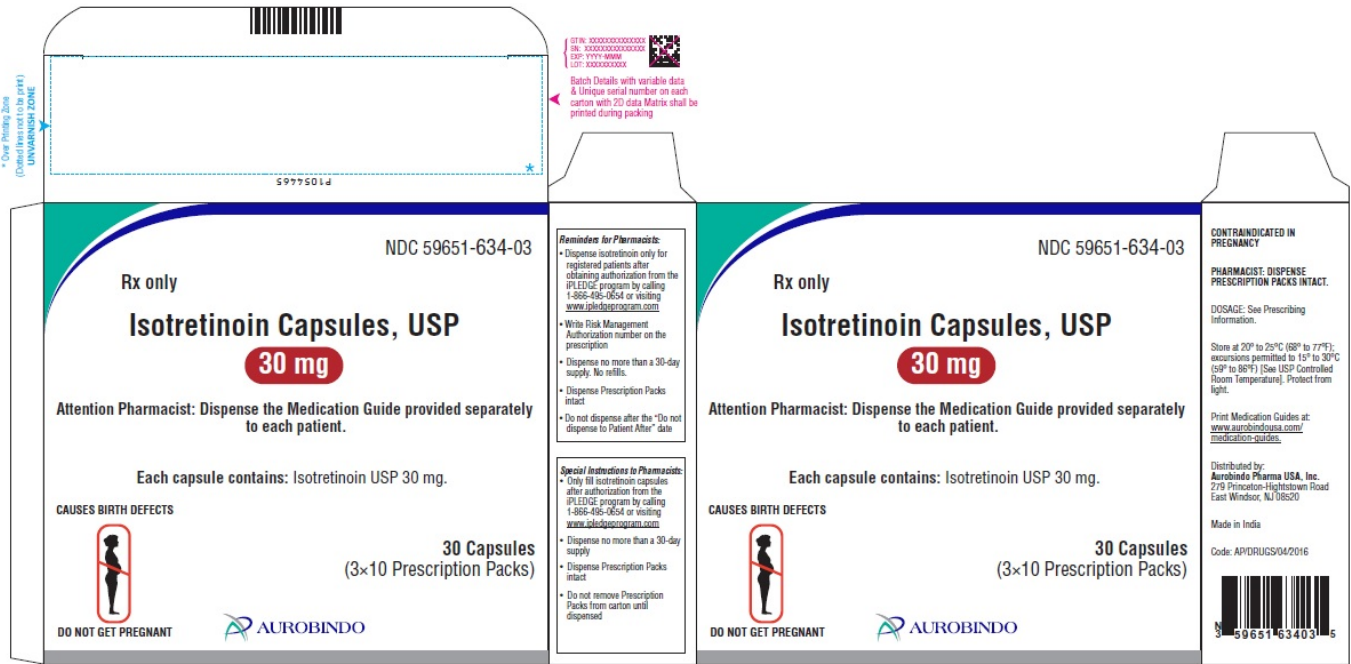 * Over Printing Zone
(Dotted lines not to be print)
UNVARNISH ZONE
*
P1054465
GTIN: XXXXXXXXXXXXXX
SN: XXXXXXXXXXXXXXX
EXP: YYYY-MMM
LOT: XXXXXXXXXX
Batch Details with variable data
& Unique serial number on each
carton with 2D data Matrix shall be
printed during packing
NDC 59651-634-03
Rx only
Isotretinoin Capsules, USP
30 mg
Attention Pharmacist: Dispense the Medication Guide provided separately
to each patient.
Each capsule contains: Isotretinoin USP 30 mg.
CAUSES BIRTH DEFECTS
30 Capsules
(3×10 Prescription Packs)
DO NOT GET PREGNANT
AUROBINDO
Reminders for Pharmacists:
• Dispense isotretinoin only for
registered patients after
obtaining authorization from the
iPLEDGE program by calling
1-866-495-0654 or visiting
www.ipledgeprogram.com
• Write Risk Management
Authorization number on the
prescription
• Dispense no more than a 30-day
supply. No refills.
• Dispense Prescription Packs
intact
• Do not dispense after the “Do not
dispense to Patient After” date
Special Instructions to Pharmacists:
• Only fill isotretinoin capsules
after authorization from the
iPLEDGE program by calling
1-866-495-0654 or visiting
www.ipledgeprogram.com
• Dispense no more than a 30-day
supply
• Dispense Prescription Packs
intact
• Do not remove Prescription
Packs from carton until
dispensed
NDC 59651-634-03
Rx only
Isotretinoin Capsules, USP
30 mg
Attention Pharmacist: Dispense the Medication Guide provided separately
to each patient.
Each capsule contains: Isotretinoin USP 30 mg.
CAUSES BIRTH DEFECTS
30 Capsules
(3×10 Prescription Packs)
DO NOT GET PREGNANT
AUROBINDO
CONTRAINDICATED IN
PREGNANCY
PHARMACIST: DISPENSE
PRESCRIPTION PACKS INTACT.
DOSAGE: See Prescribing
Information.
Store at 20° to 25°C (68° to 77°F);
excursions permitted to 15° to 30°C
(59° to 86°F) [See USP Controlled
Room Temperature]. Protect from
light.
Print Medication Guides at:
www.aurobindousa.com/
medication-guides.
Distributed by:
Aurobindo Pharma USA, Inc.
279 Princeton-Hightstown Road
East Windsor, NJ 08520
Made in India
Code: AP/DRUGS/04/2016
N
3 59651 63403 5